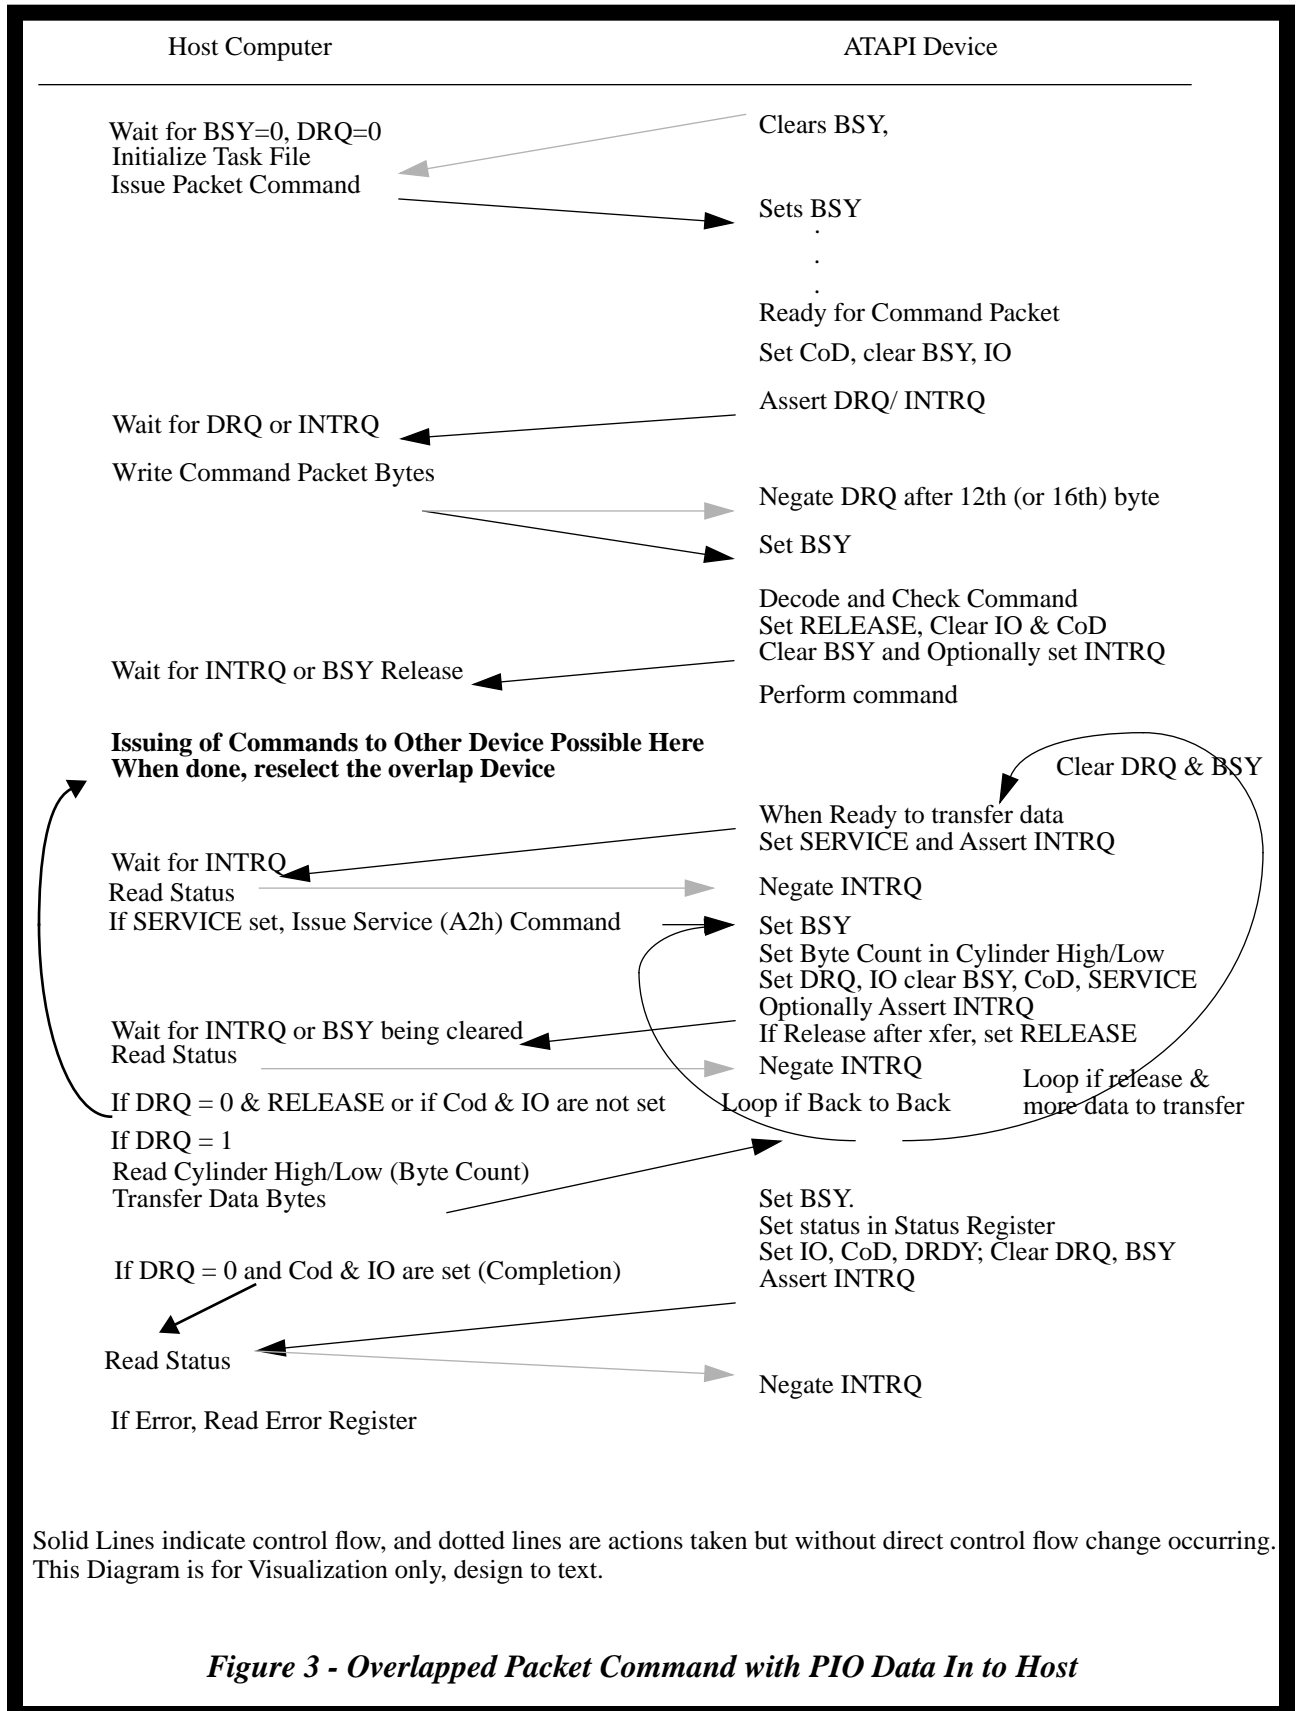 Host Computer
ATAPI Device
Wait for BSY=0, DRQ=0
Clears BSY,
Initialize Task File
Issue Packet Command
Sets BSY
.
.
.
Ready for Command Packet
Set CoD, clear BSY, IO
Assert DRQ/ INTRQ
Wait for DRQ or INTRQ
Write Command Packet Bytes
Negate DRQ after 12th (or 16th) byte
Set BSY
Decode and Check Command
Set RELEASE, Clear IO & CoD
Clear BSY and Optionally set INTRQ
Wait for INTRQ or BSY Release
Perform command
Issuing of Commands to Other Device Possible Here
When done, reselect the overlap Device
Clear DRQ & BSY
When Ready to transfer data
Set SERVICE and Assert INTRQ
Wait for INTRQ
Read Status
Negate INTRQ
If SERVICE set, Issue Service (A2h) Command
Set BSY
Set Byte Count in Cylinder High/Low
Set DRQ, IO clear BSY, CoD, SERVICE
Optionally Assert INTRQ
Wait for INTRQ or BSY being cleared
If Release after xfer, set RELEASE
Read Status
Negate INTRQ
Loop if release &
more data to transfer
If DRQ = 0 & RELEASE or if Cod & IO are not set
Loop if Back to Back
If DRQ = 1
Read Cylinder High/Low (Byte Count)
Transfer Data Bytes
Set BSY.
Set status in Status Register
Set IO, CoD, DRDY; Clear DRQ, BSY
Assert INTRQ
If DRQ = 0 and Cod & IO are set (Completion)
Read Status
Negate INTRQ
If Error, Read Error Register
Solid Lines indicate control flow, and dotted lines are actions taken but without direct control flow change occurring.
This Diagram is for Visualization only, design to text.
Figure 3 - Overlapped Packet Command with PIO Data In to Host